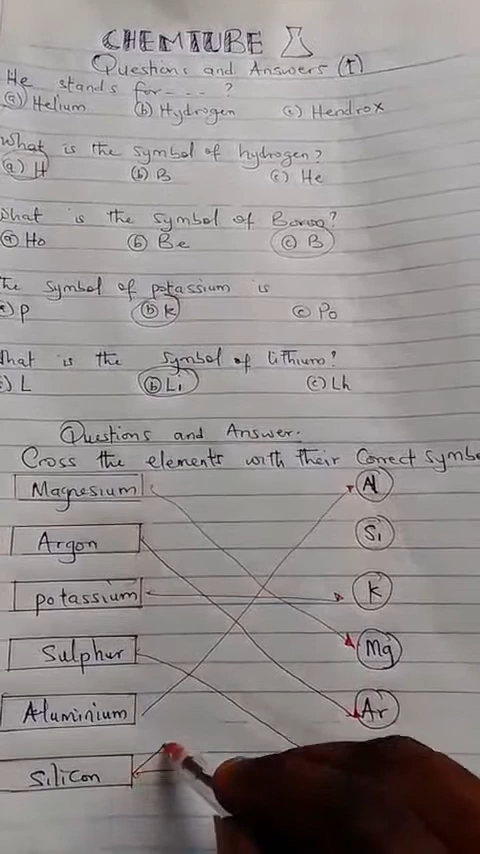 CHEMTUBE
Questions and Answers (1)
He stands for - - - ?
(a) Helium (b) Hydrogen (c) Hendrox
What is the symbol of hydrogen?
(a) H (b) B (c) He
What is the symbol of Boron?
(a) Ho (b) Be (c) B
The symbol of potassium is
p (b) K (c) Po
What is the symbol of Lithium?
L (b) Li (c) Lh
Questions and Answer.
Cross the elements with their Correct symb
Magnesium Al
Argon Si
potassium K
Sulphur Mg
Aluminium Ar
Silicon